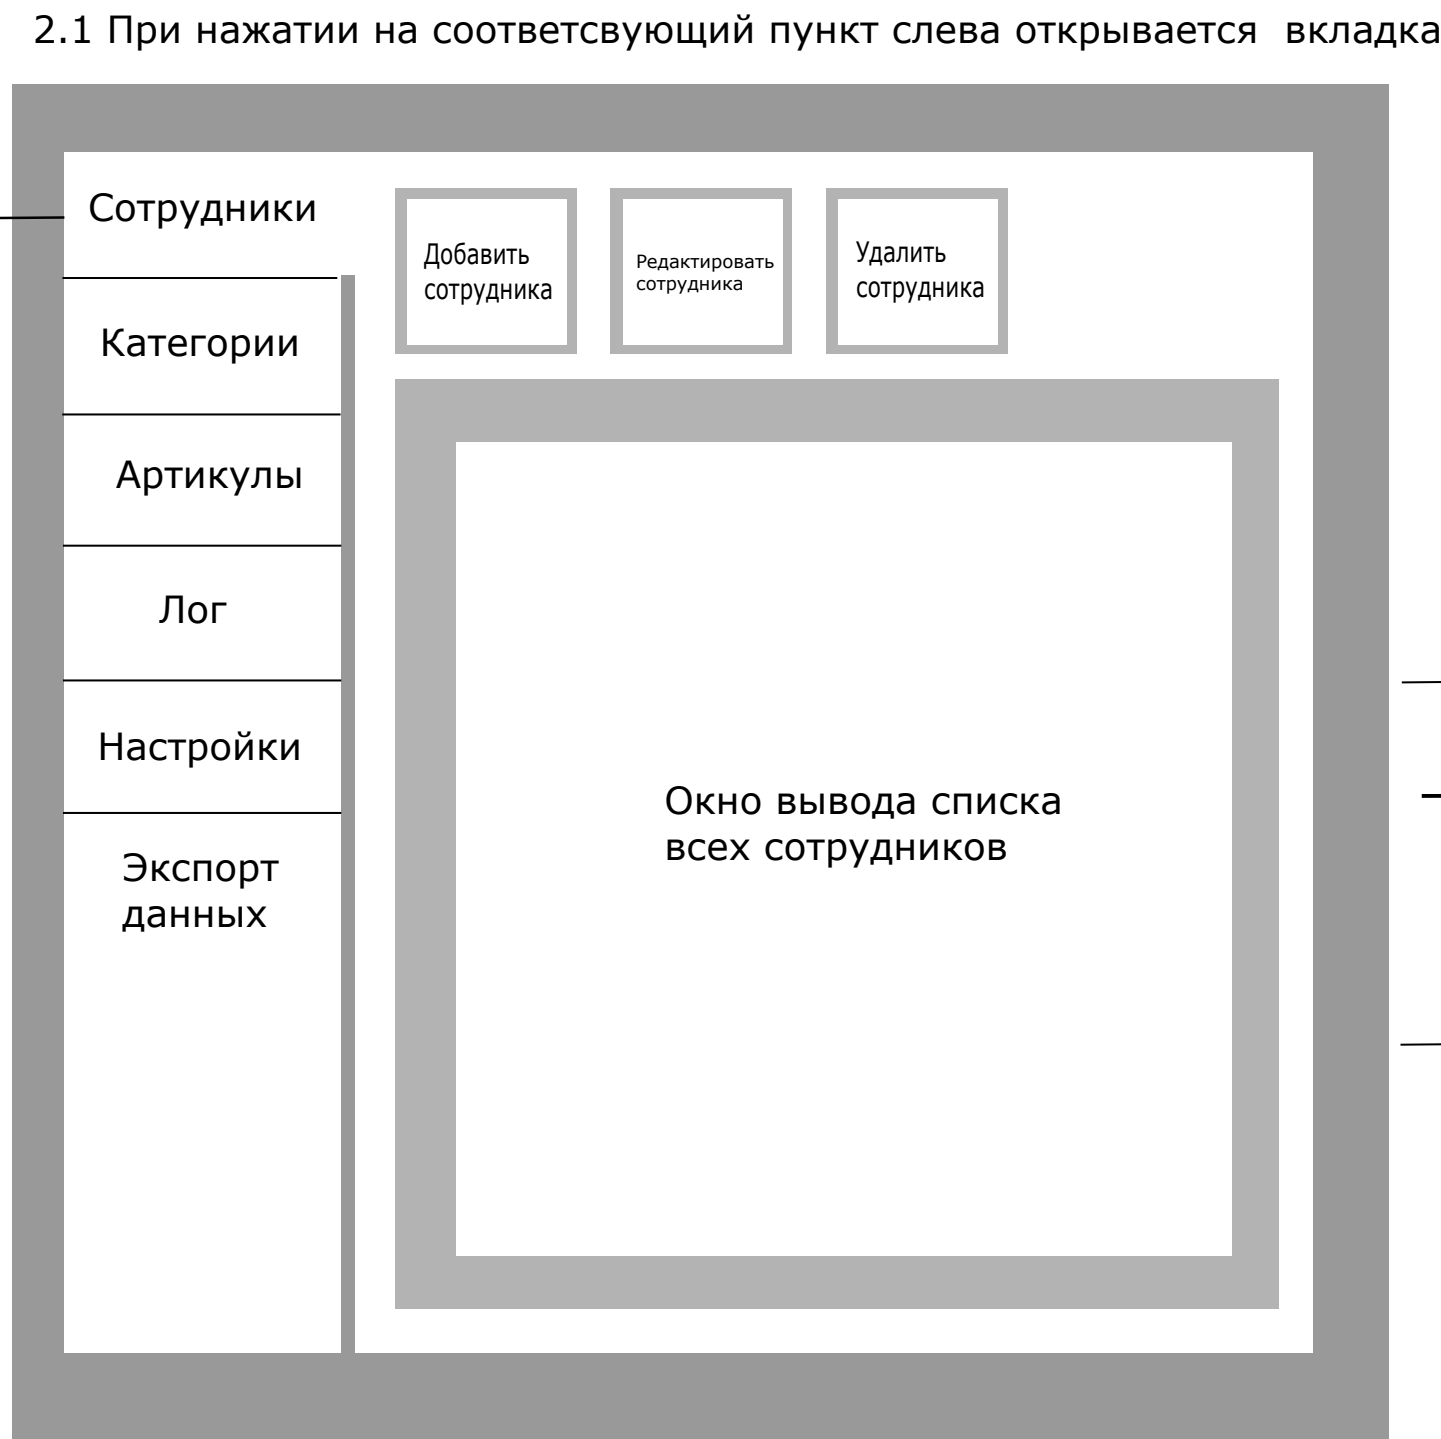 2.1 При нажатии на соответсвующий пункт слева открывается вкладка
Сотрудники
Категории
Артикулы
Лог
Настройки
Экспорт
данных
Добавить
сотрудника
Редактировать
сотрудника
Удалить
сотрудника
Окно вывода списка
всех сотрудников